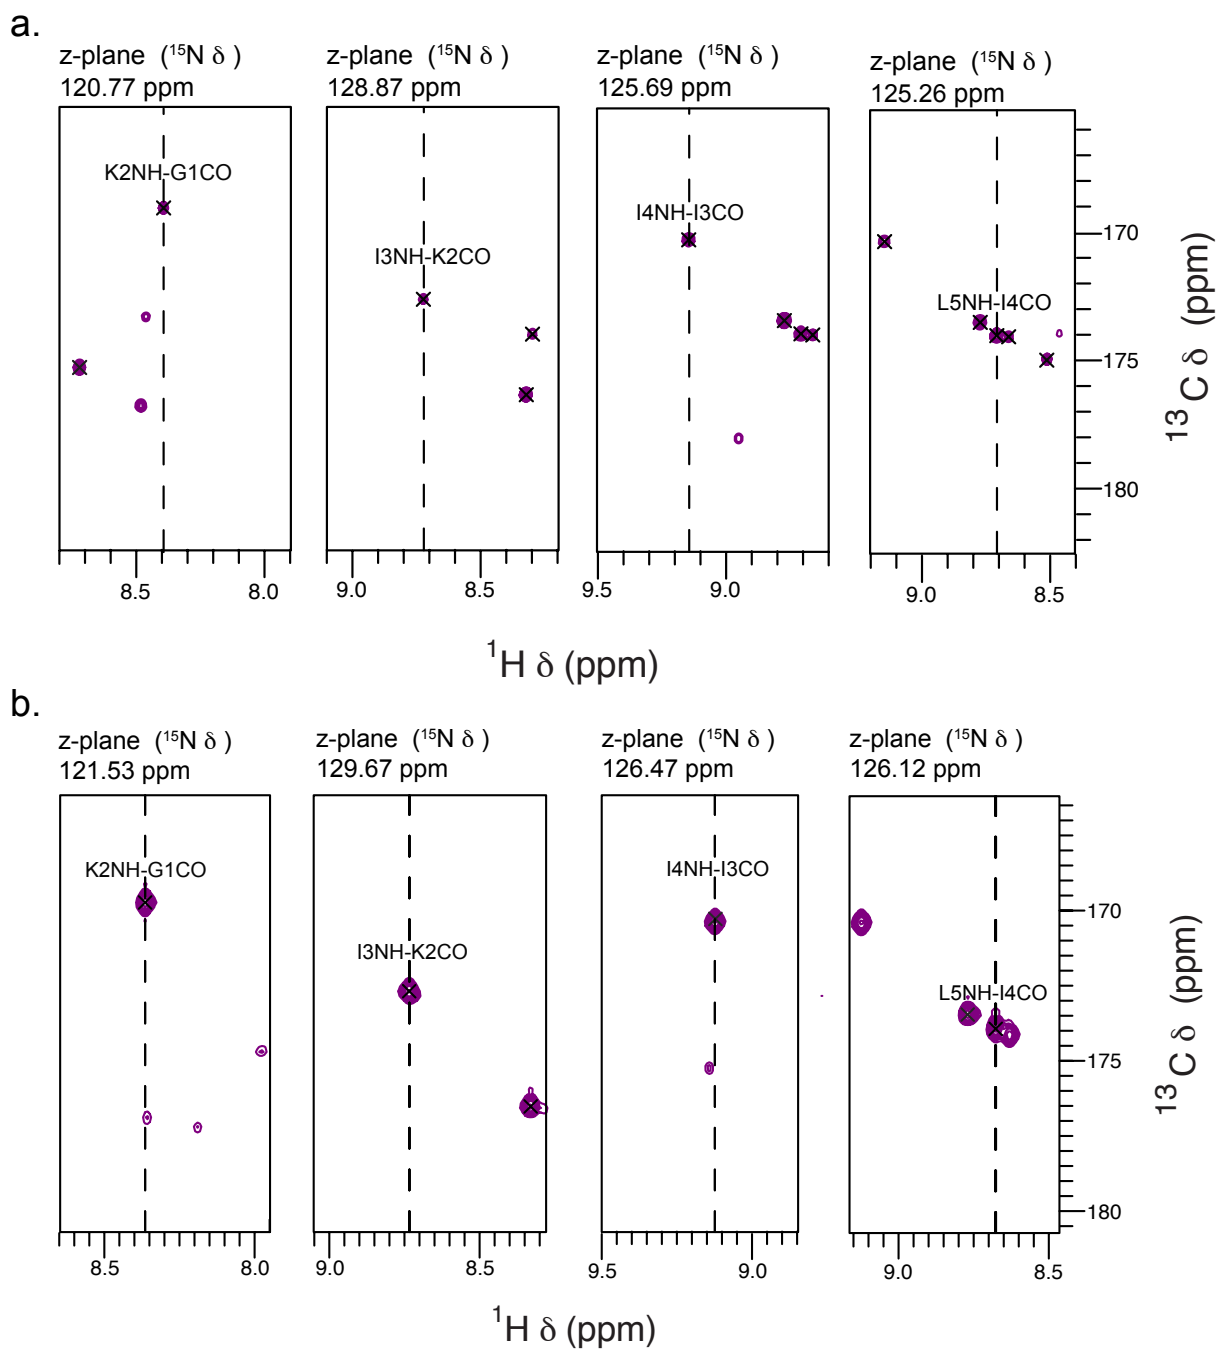 a.
z-plane (¹⁵N δ )
120.77 ppm
z-plane (¹⁵N δ )
128.87 ppm
z-plane (¹⁵N δ )
125.69 ppm
z-plane (¹⁵N δ )
125.26 ppm
K2NH-G1CO
I3NH-K2CO
I4NH-I3CO
L5NH-I4CO
170
175
180
¹³C δ (ppm)
8.5 8.0
9.0 8.5
9.5 9.0
9.0 8.5
¹H δ (ppm)
b.
z-plane (¹⁵N δ )
121.53 ppm
z-plane (¹⁵N δ )
129.67 ppm
z-plane (¹⁵N δ )
126.47 ppm
z-plane (¹⁵N δ )
126.12 ppm
K2NH-G1CO
I3NH-K2CO
I4NH-I3CO
L5NH-I4CO
170
175
180
¹³C δ (ppm)
8.5 8.0
9.0 8.5
9.5 9.0
9.0 8.5
¹H δ (ppm)